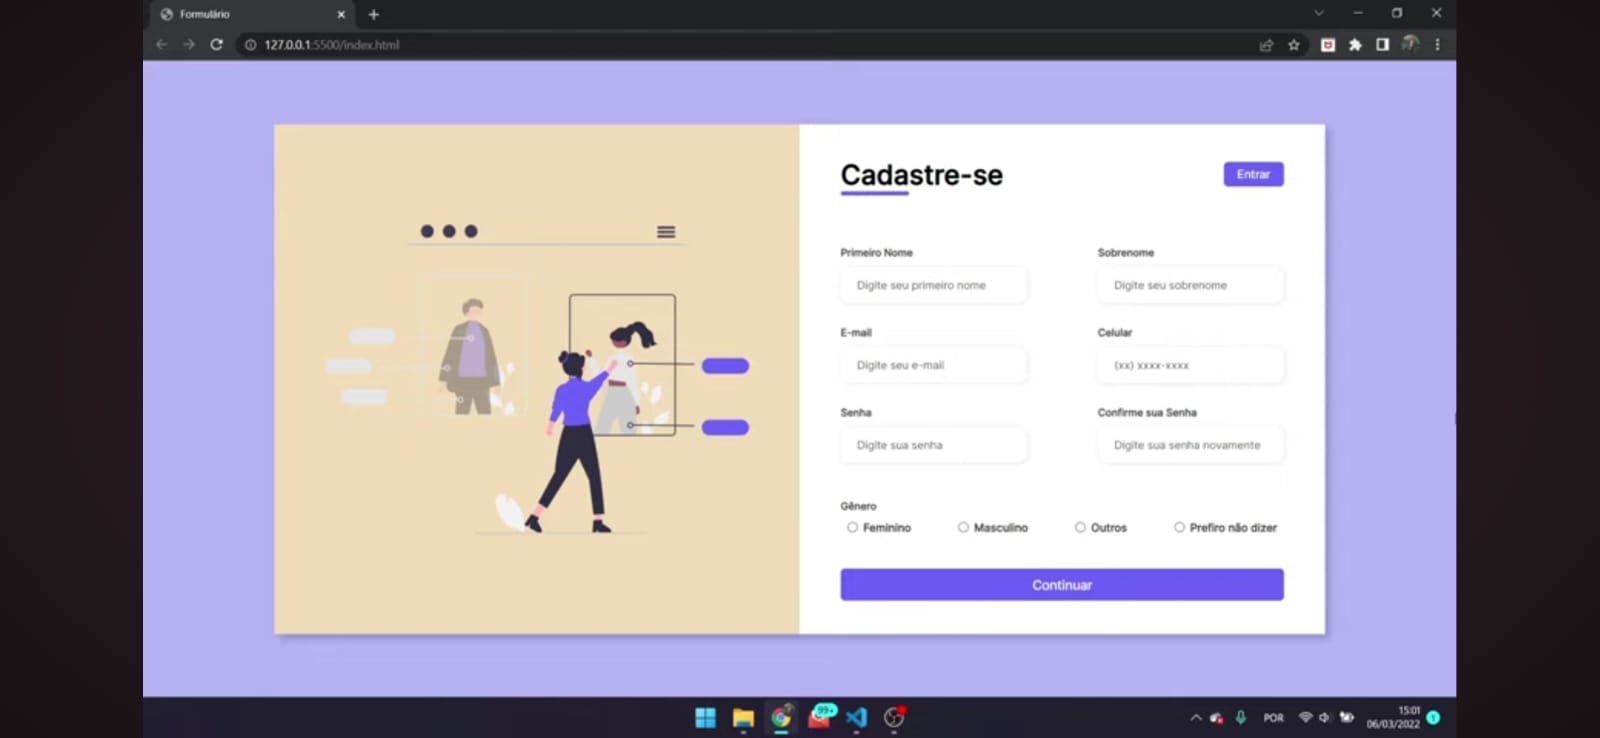 Formulário
127.0.0.1:5500/index.html
Cadastre-se
Entrar
Primeiro Nome
Sobrenome
Digite seu primeiro nome
Digite seu sobrenome
E-mail
Celular
Digite seu e-mail
(xx) xxxx-xxxx
Senha
Confirme sua Senha
Digite sua senha
Digite sua senha novamente
Gênero
Feminino
Masculino
Outros
Prefiro não dizer
Continuar
99+
POR
15:01
06/03/2022
1